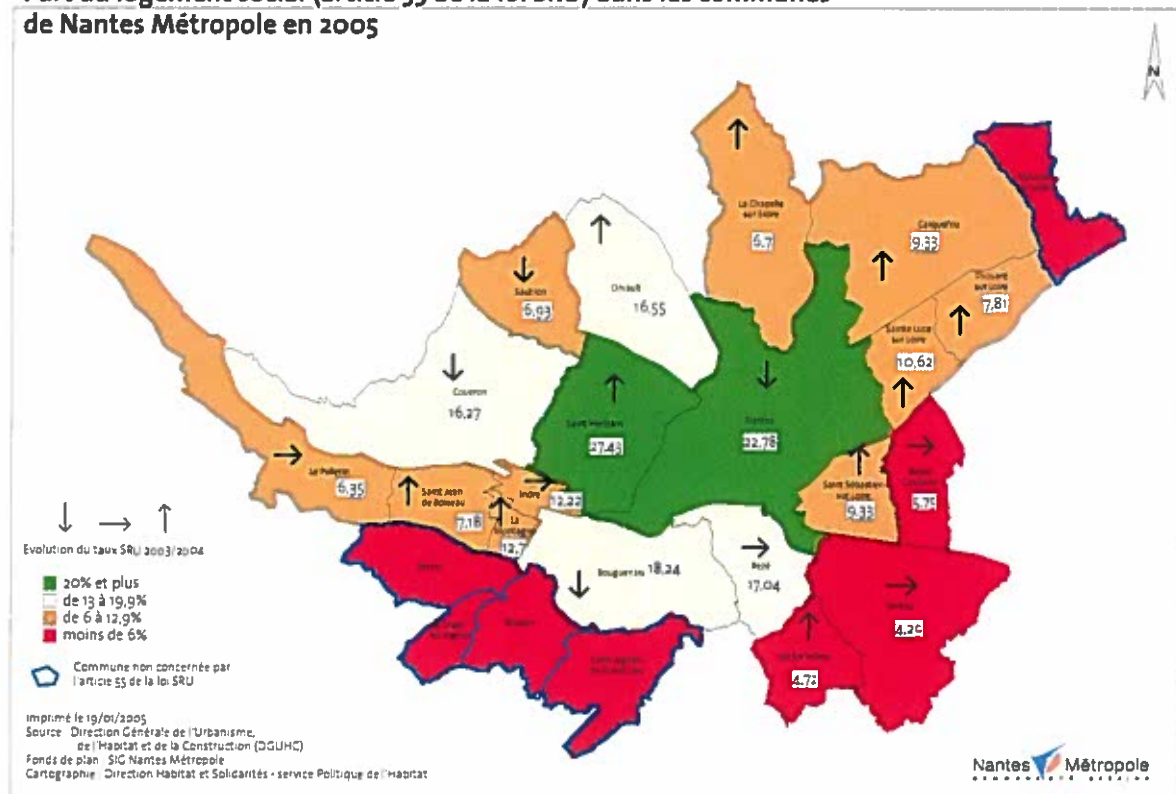 de Nantes Métropole en 2005
N
La Chapelle
sur Erdre
6,7
Carquefou
9,33
Thouaré
sur Loire
7,81
Sautron
6,93
Orvault
16,55
Sainte Luce
sur Loire
10,62
Couëron
16,27
Saint Herblain
27,43
Nantes
22,78
Le Pellerin
6,35
Saint Jean
de Boiseau
7,18
Indre
12,22
La
Montagne
12,7
Saint Sébastien
sur Loire
9,33
5,75
Bouguenais 18,24
Rezé
17,04
Vertou
4,26
4,72
Evolution du taux SRU 2003/2004
20% et plus
de 13 à 19,9%
de 6 à 12,9%
moins de 6%
Commune non concernée par
l'article 55 de la loi SRU
Imprimé le 19/01/2005
Source : Direction Générale de l'Urbanisme,
de l'Habitat et de la Construction (DGUHC)
Fonds de plan : SIG Nantes Métropole
Cartographie : Direction Habitat et Solidarités - service Politique de l'Habitat
Nantes Métropole
communauté urbaine